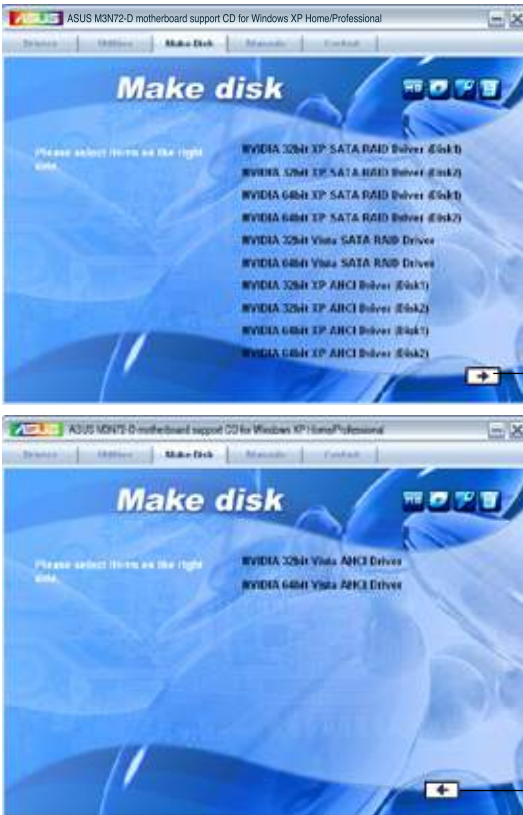 ASUS ASUS M3N72-D motherboard support CD for Windows XP Home/Professional
Drivers Utilities Make Disk Manuals Contact
Make disk
Please select items on the right side.
NVIDIA 32bit XP SATA RAID Driver (Disk1)
NVIDIA 32bit XP SATA RAID Driver (Disk2)
NVIDIA 64bit XP SATA RAID Driver (Disk1)
NVIDIA 64bit XP SATA RAID Driver (Disk2)
NVIDIA 32bit Vista SATA RAID Driver
NVIDIA 64bit Vista SATA RAID Driver
NVIDIA 32bit XP AHCI Driver (Disk1)
NVIDIA 32bit XP AHCI Driver (Disk2)
NVIDIA 64bit XP AHCI Driver (Disk1)
NVIDIA 64bit XP AHCI Driver (Disk2)
ASUS ASUS M3N72-D motherboard support CD for Windows XP Home/Professional
Drivers Utilities Make Disk Manuals Contact
Make disk
Please select items on the right side.
NVIDIA 32bit Vista AHCI Driver
NVIDIA 64bit Vista AHCI Driver